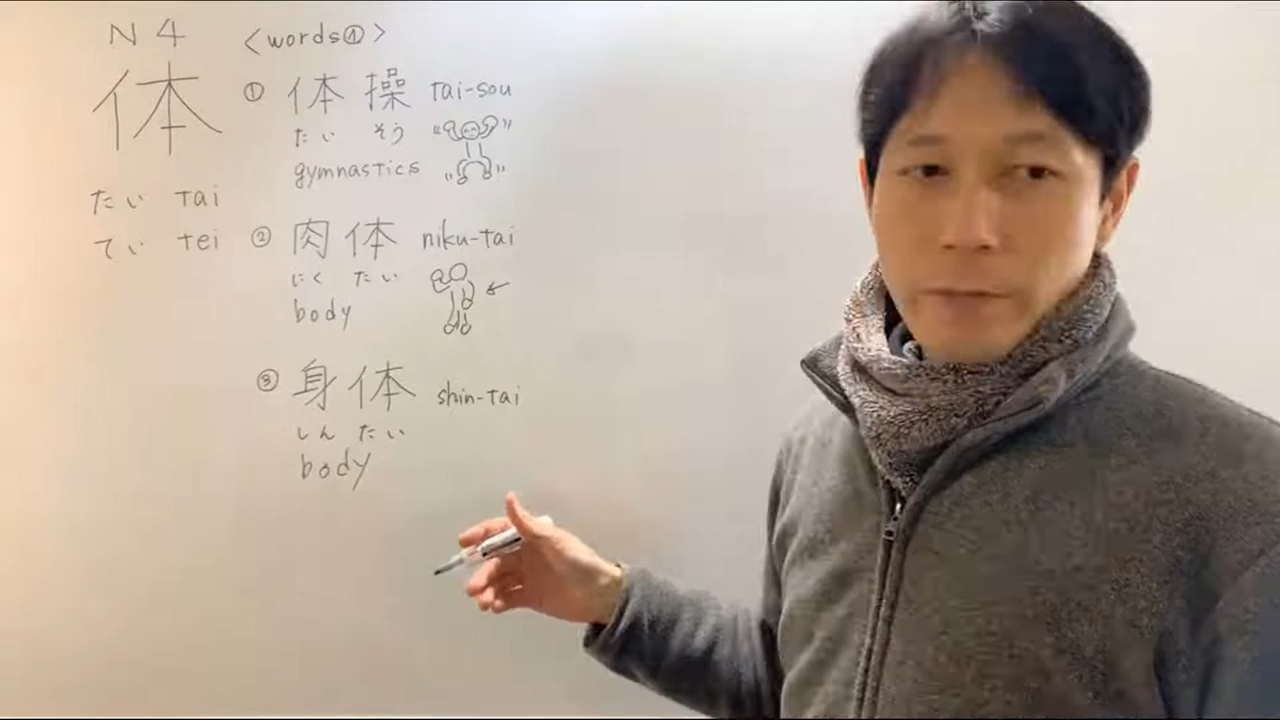 N4
体
たい tai
てい tei
<words①>
① 体操 tai-sou
たい そう
gymnastics
② 肉体 niku-tai
にく たい
body
③ 身体 shin-tai
しん たい
body